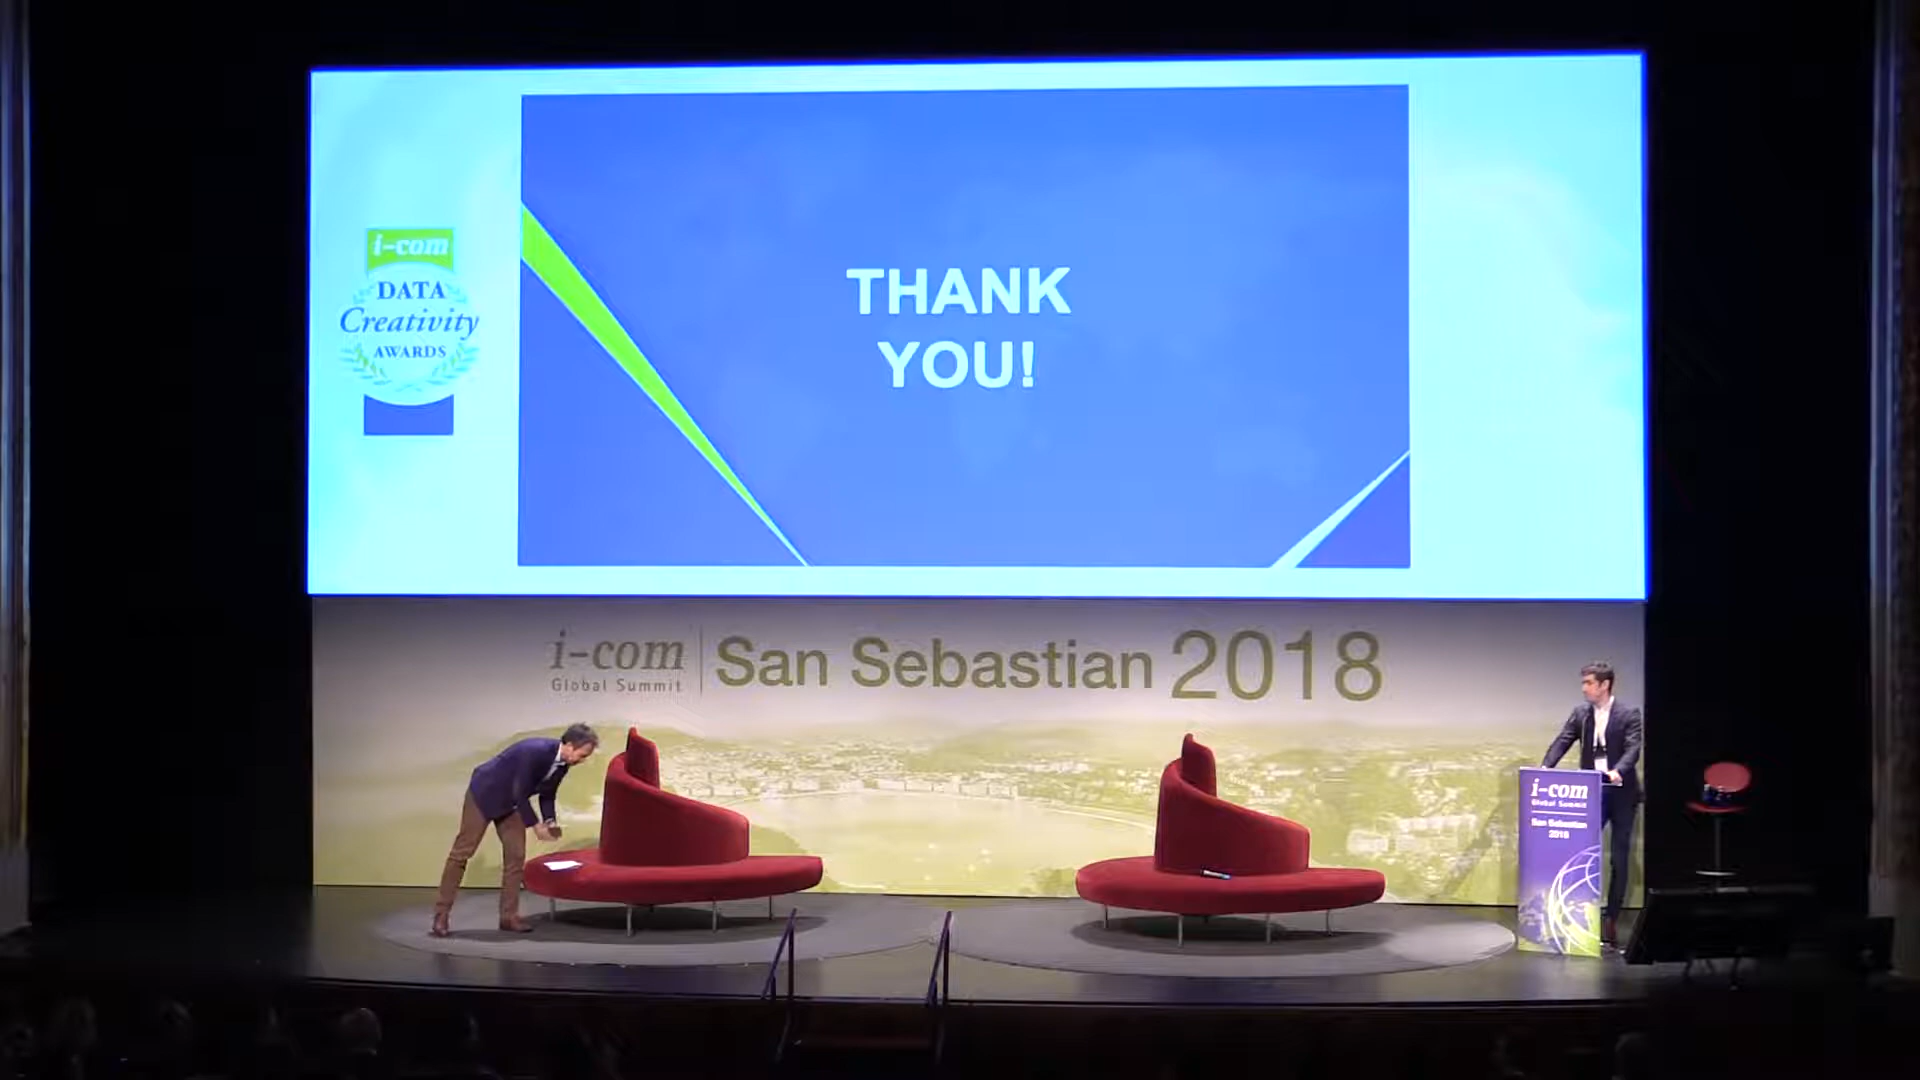 i-com
DATA
Creativity
AWARDS
THANK
YOU!
i-com
Global Summit
San Sebastian 2018
i-com
Global Summit
San Sebastian
2018